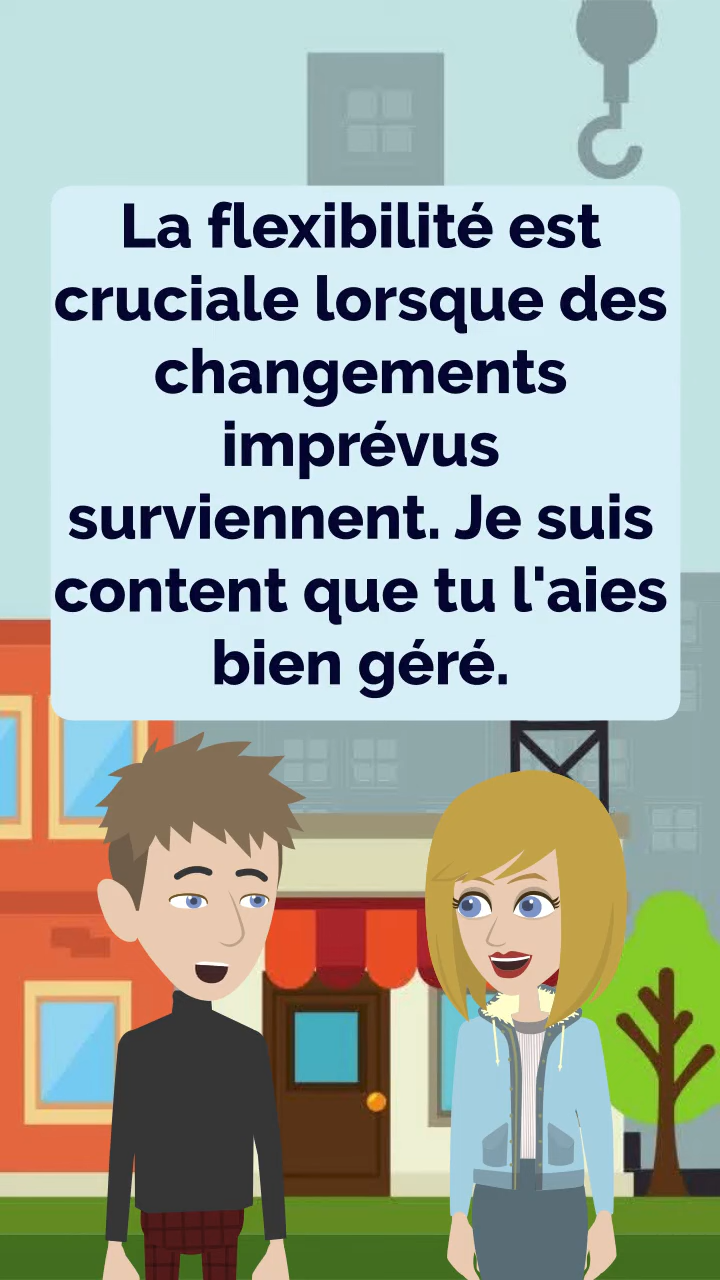 La flexibilité est
cruciale lorsque des
changements
imprévus
surviennent. Je suis
content que tu l'aies
bien géré.